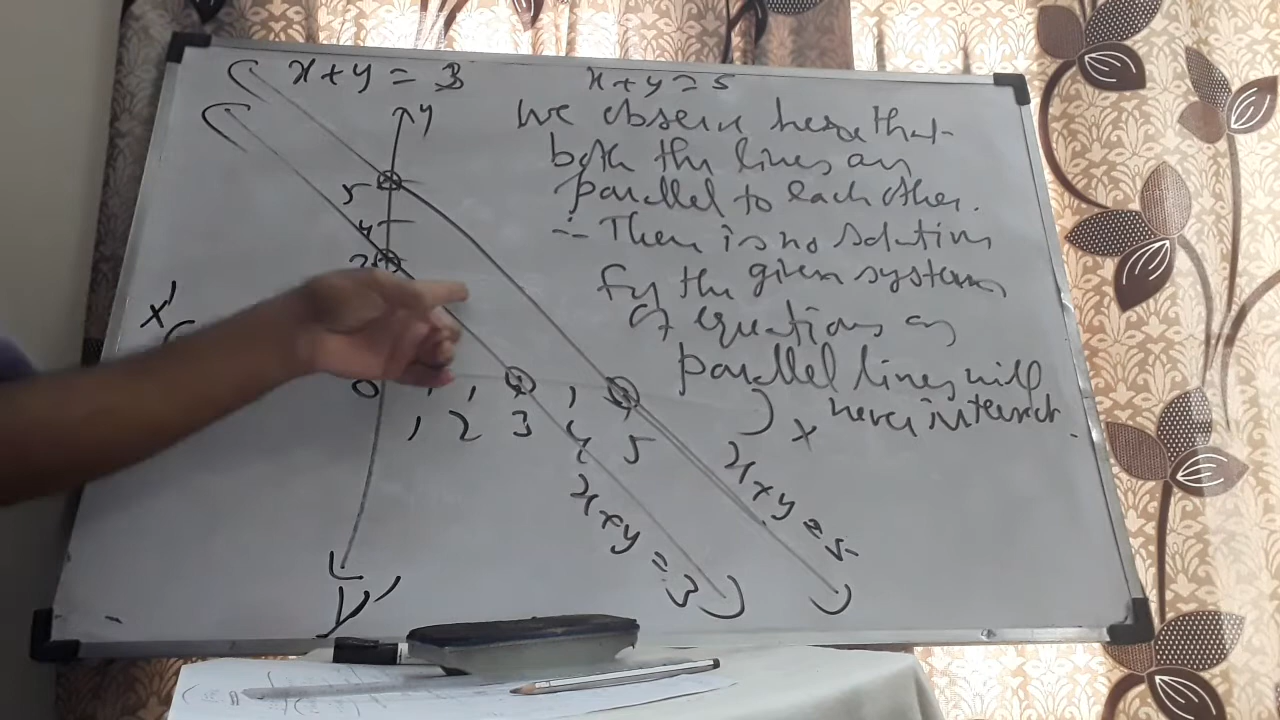 x+y=3
x+y=5
We observe here that
both the lines are
parallel to each other.
∴ There is no solution
for the given system
of equations as
parallel lines will
never intersect.
y
5
4
3
x'
0
1 2 3 4 5
x
x+y=5
x+y=3
y'